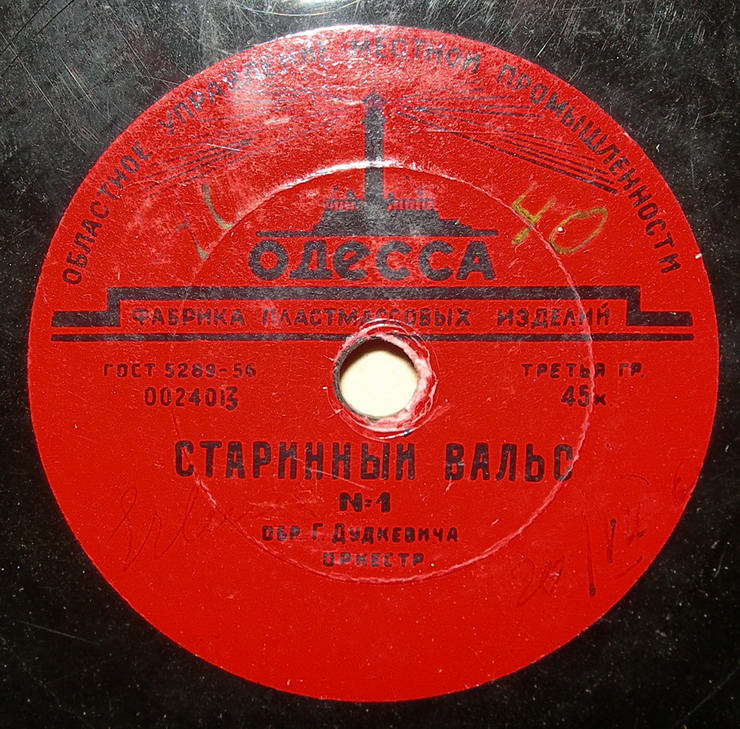 ОБЛАСТНОЕ УПРАВЛЕНИЕ МЕСТНОЙ ПРОМЫШЛЕННОСТИ
40
ОДЕССА
ФАБРИКА ПЛАСТМАССОВЫХ ИЗДЕЛИЙ
ГОСТ 5289-56
ТРЕТЬЯ ГР.
0024013
45к.
СТАРИННЫЙ ВАЛЬС
№1
ОБР. Г. ДУДКЕВИЧА
ОРКЕСТР.